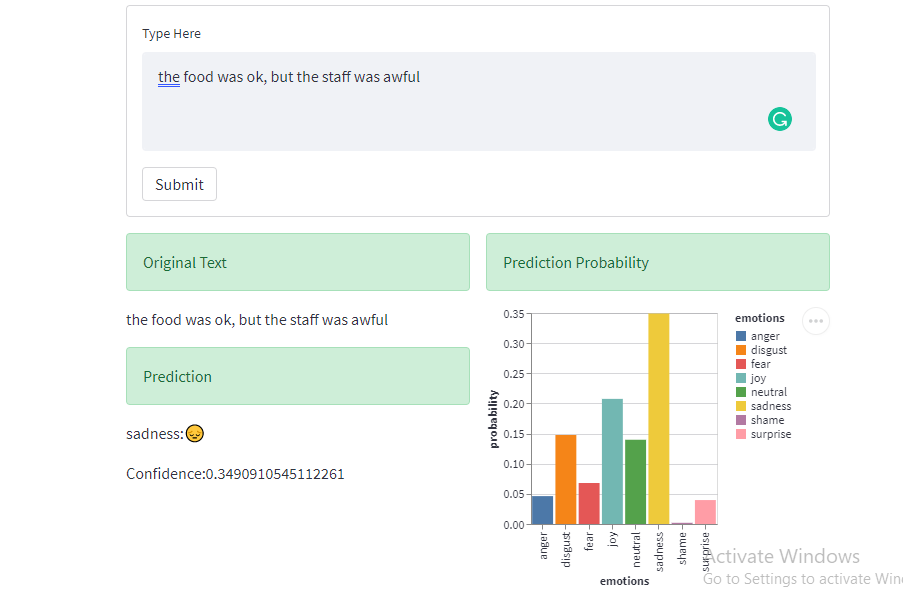 Type Here
the food was ok, but the staff was awful
Submit
Original Text
Prediction Probability
the food was ok, but the staff was awful
Prediction
sadness:😔
Confidence:0.3490910545112261
probability
0.35
0.30
0.25
0.20
0.15
0.10
0.05
0.00
anger
disgust
fear
joy
neutral
sadness
shame
surprise
emotions
emotions
anger
disgust
fear
joy
neutral
sadness
shame
surprise
Activate Windows
Go to Settings to activate Win